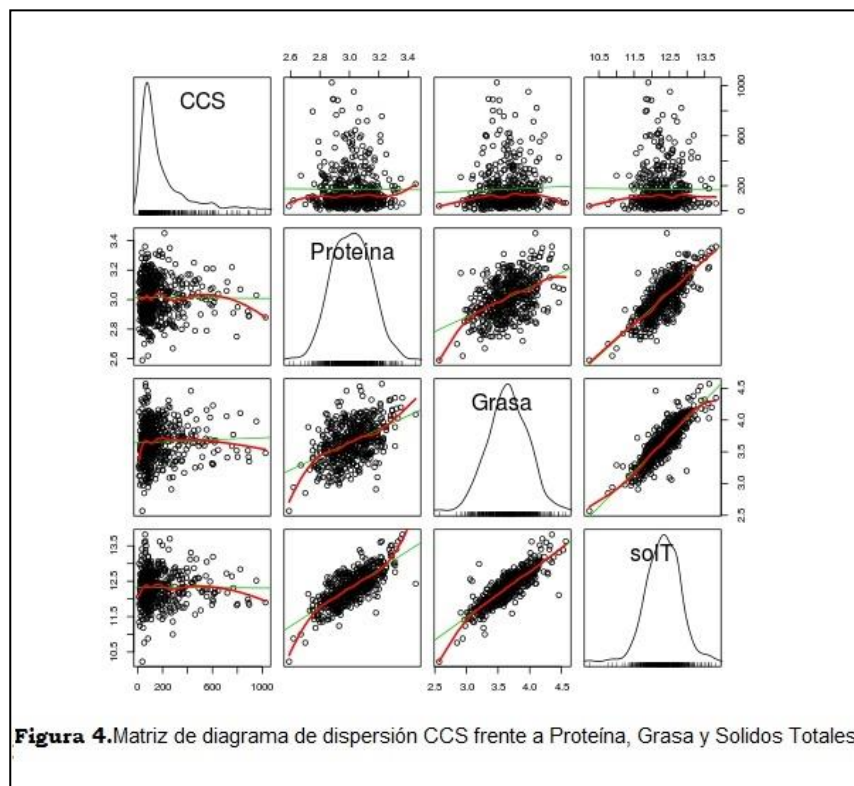 2.6 2.8 3.0 3.2 3.4
10.5 11.5 12.5 13.5
CCS
0 200 600 1000
Proteína
2.6 2.8 3.0 3.2 3.4
Grasa
2.5 3.0 3.5 4.0 4.5
solT
10.5 11.5 12.5 13.5
0 200 600 1000
2.5 3.0 3.5 4.0 4.5
Figura 4.Matriz de diagrama de dispersión CCS frente a Proteína, Grasa y Solidos Totales